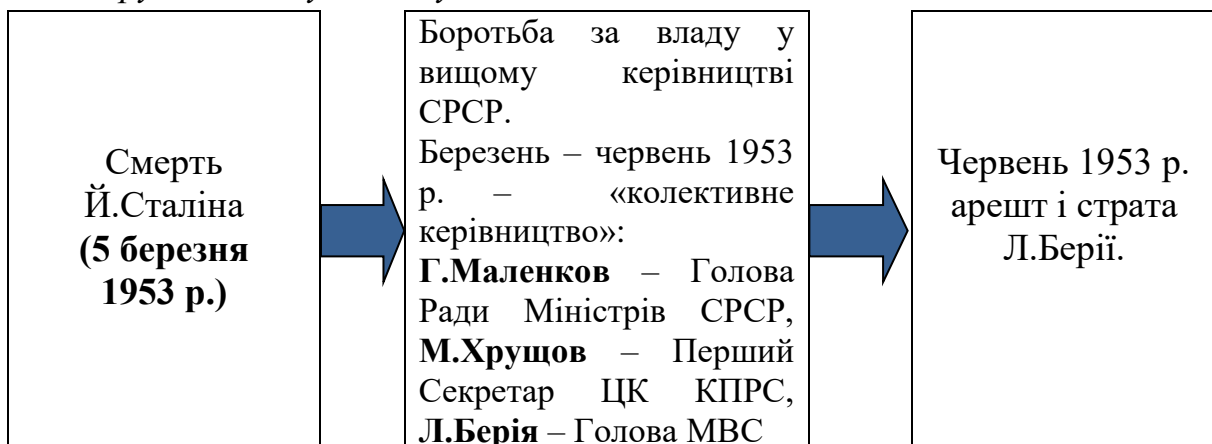 Смерть
Й.Сталіна
(5 березня
1953 р.)
Боротьба за владу у
вищому керівництві
СРСР.
Березень – червень 1953
р. – «колективне
керівництво»:
Г.Маленков – Голова
Ради Міністрів СРСР,
М.Хрущов – Перший
Секретар ЦК КПРС,
Л.Берія – Голова МВС
Червень 1953 р.
арешт і страта
Л.Берії.